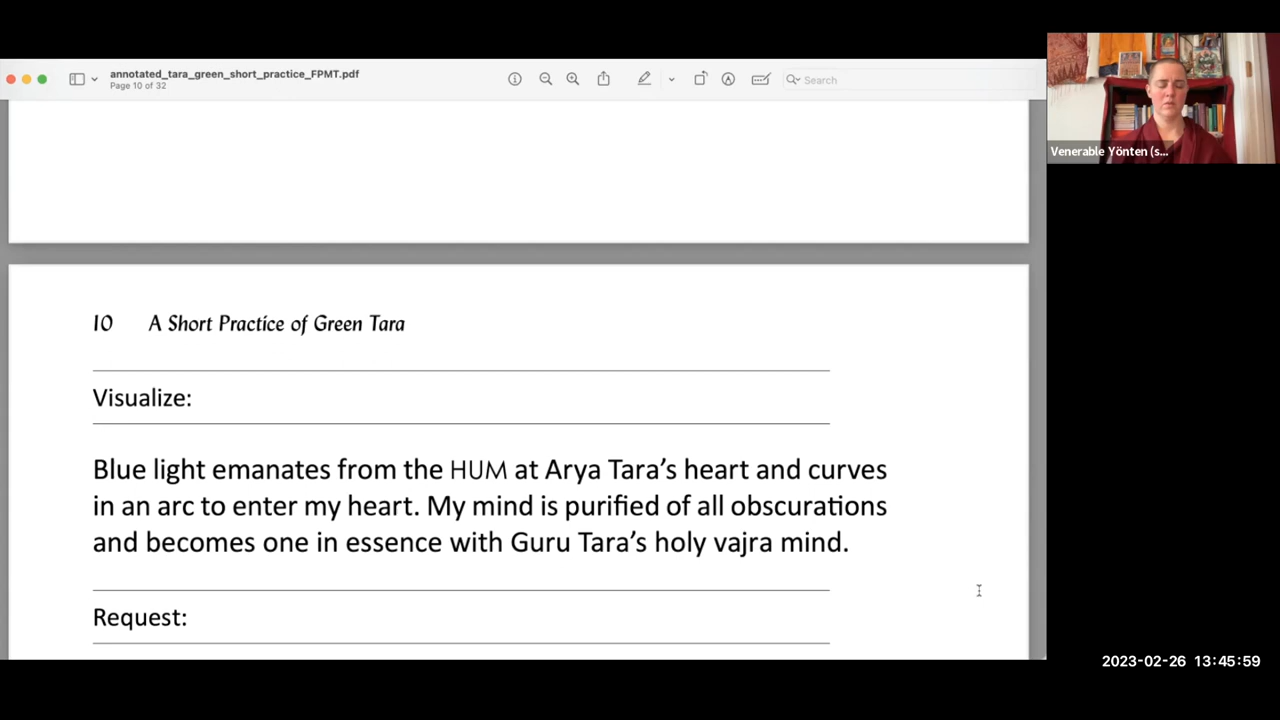 annotated_tara_green_short_practice_FPMT.pdf
Page 10 of 32
Search
Venerable Yönten (s...
10 A Short Practice of Green Tara
Visualize:
Blue light emanates from the HUM at Arya Tara’s heart and curves
in an arc to enter my heart. My mind is purified of all obscurations
and becomes one in essence with Guru Tara’s holy vajra mind.
Request:
2023-02-26 13:45:59